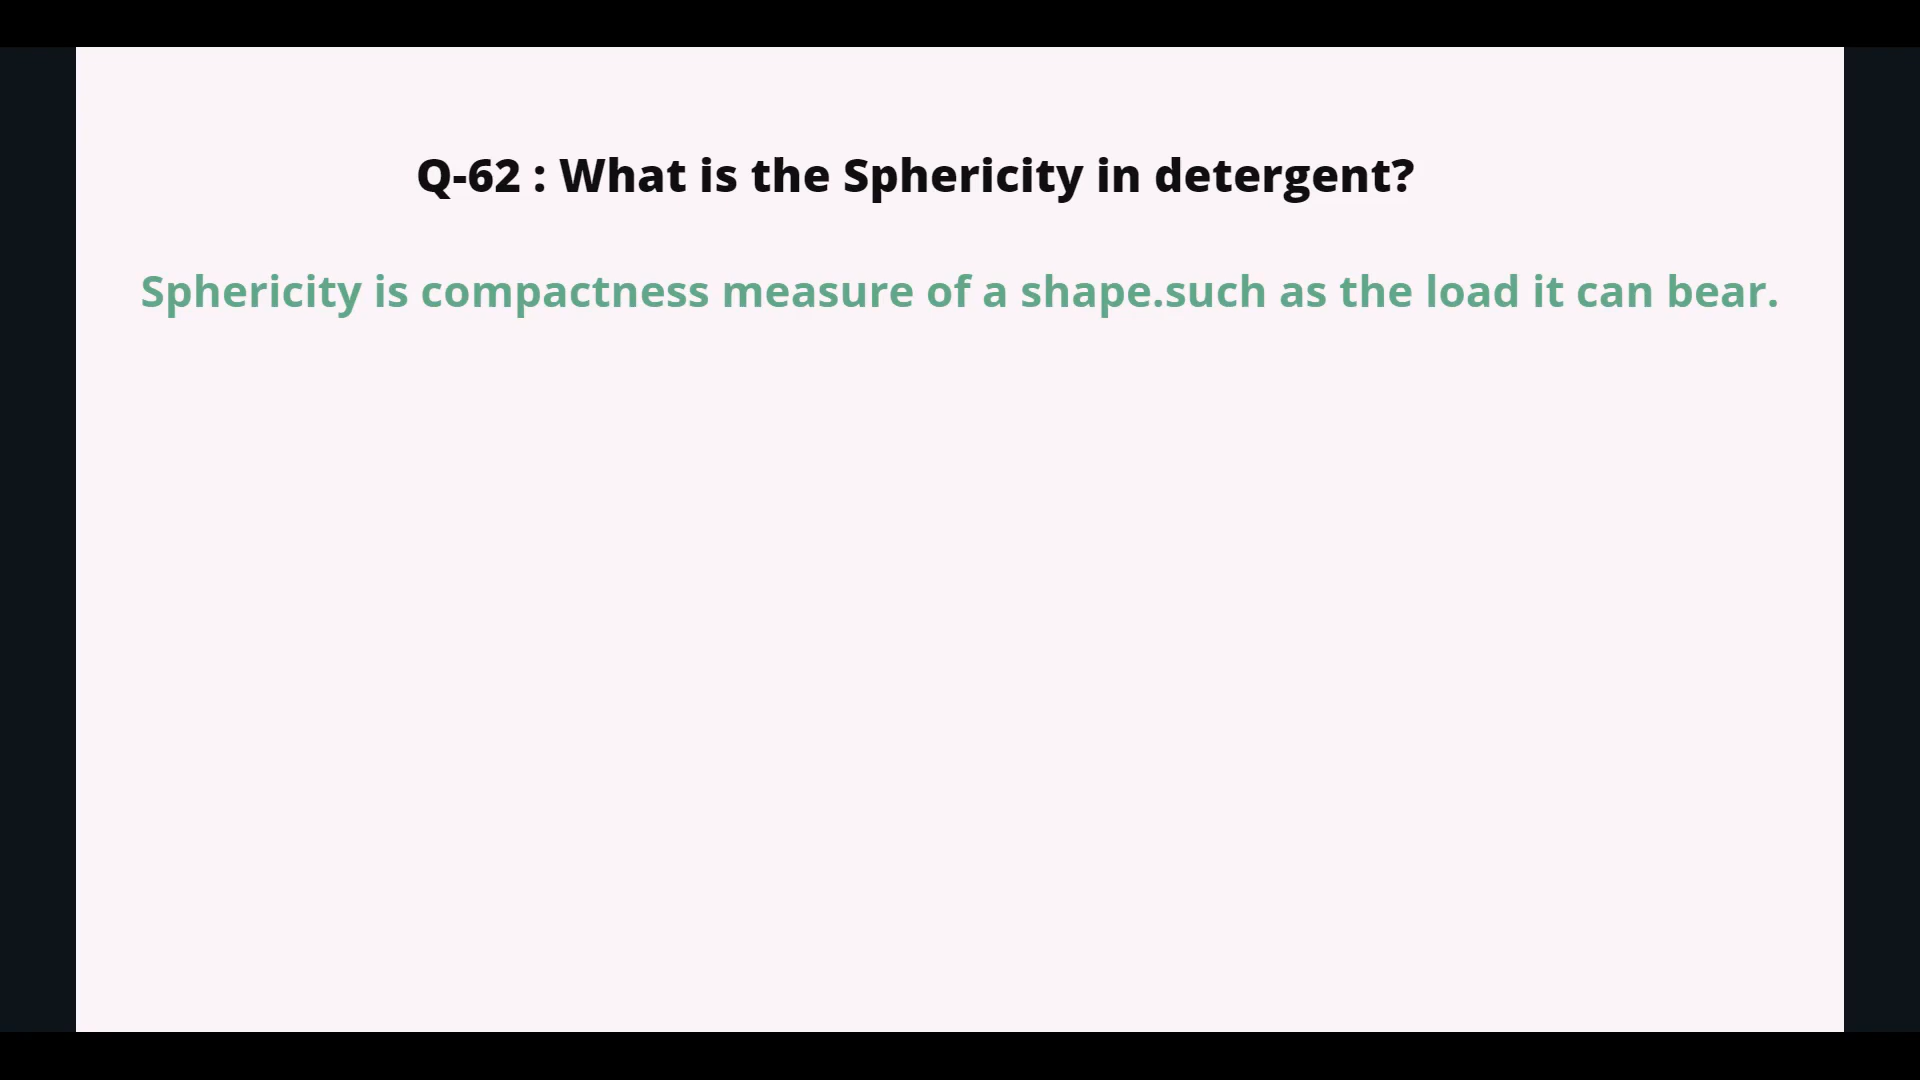 Q-62 : What is the Sphericity in detergent?
Sphericity is compactness measure of a shape.such as the load it can bear.